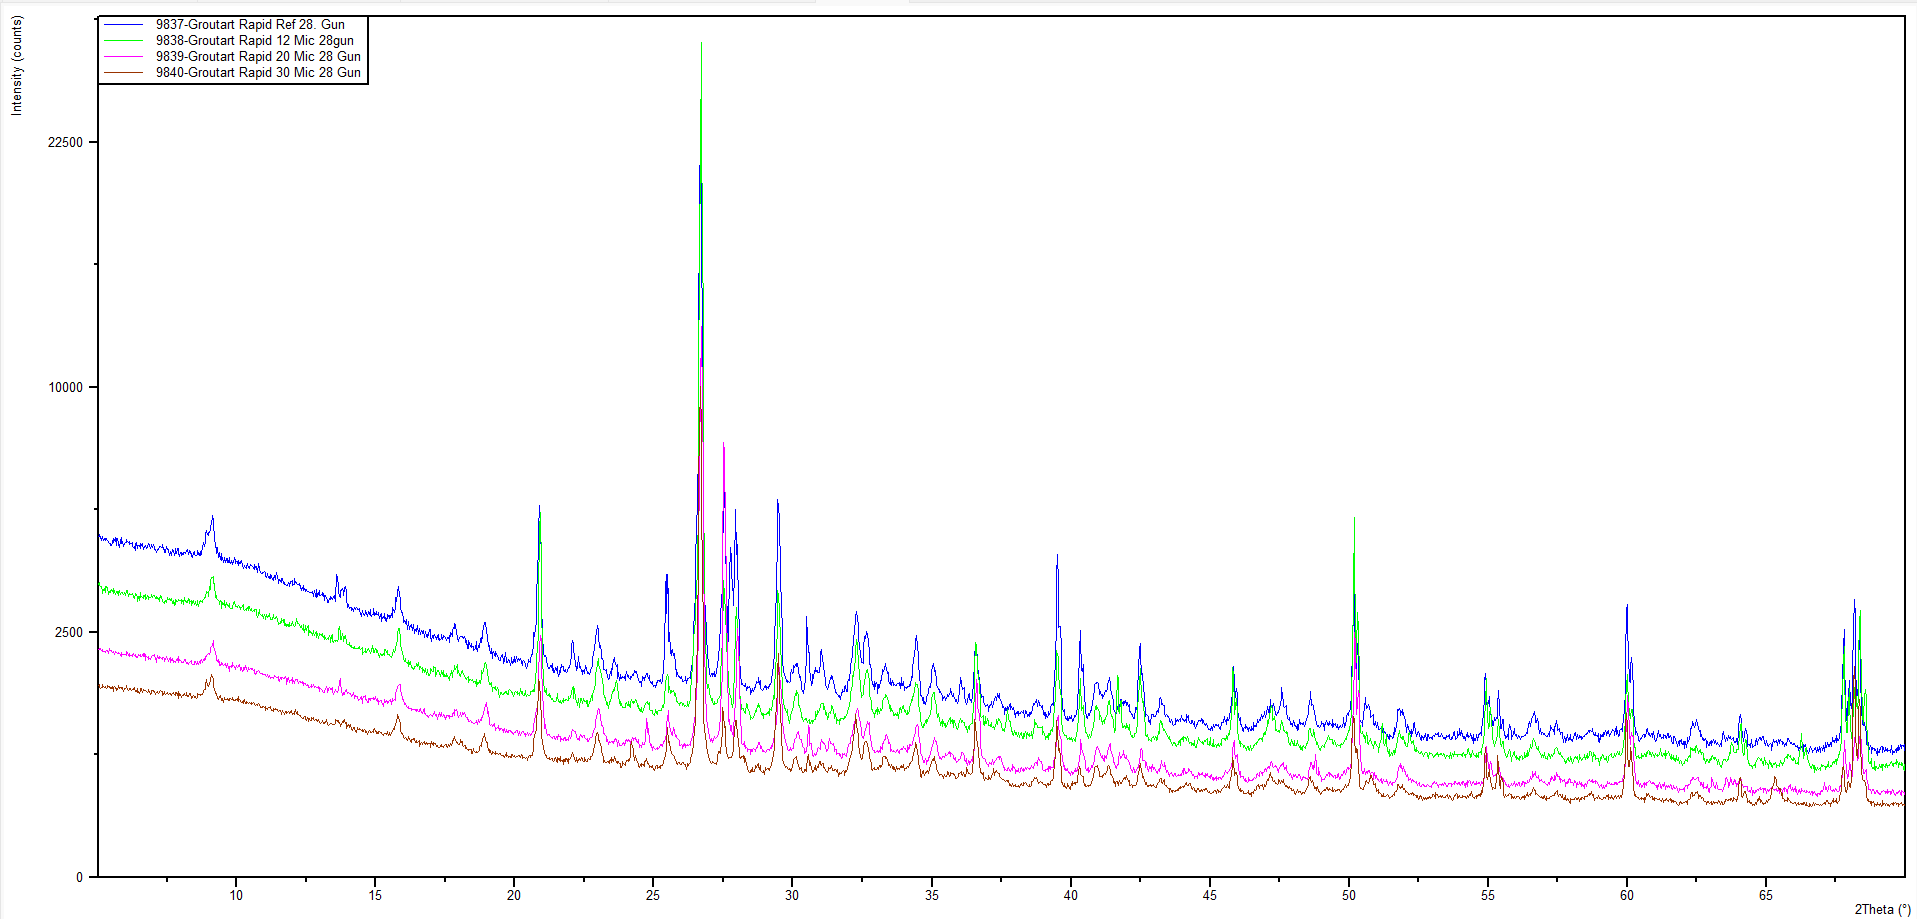 Intensity (counts)
9837-Groutart Rapid Ref 28. Gun
9838-Groutart Rapid 12 Mic 28gun
9839-Groutart Rapid 20 Mic 28 Gun
9840-Groutart Rapid 30 Mic 28 Gun
22500
10000
2500
0
10 15 20 25 30 35 40 45 50 55 60 65
2Theta (°)